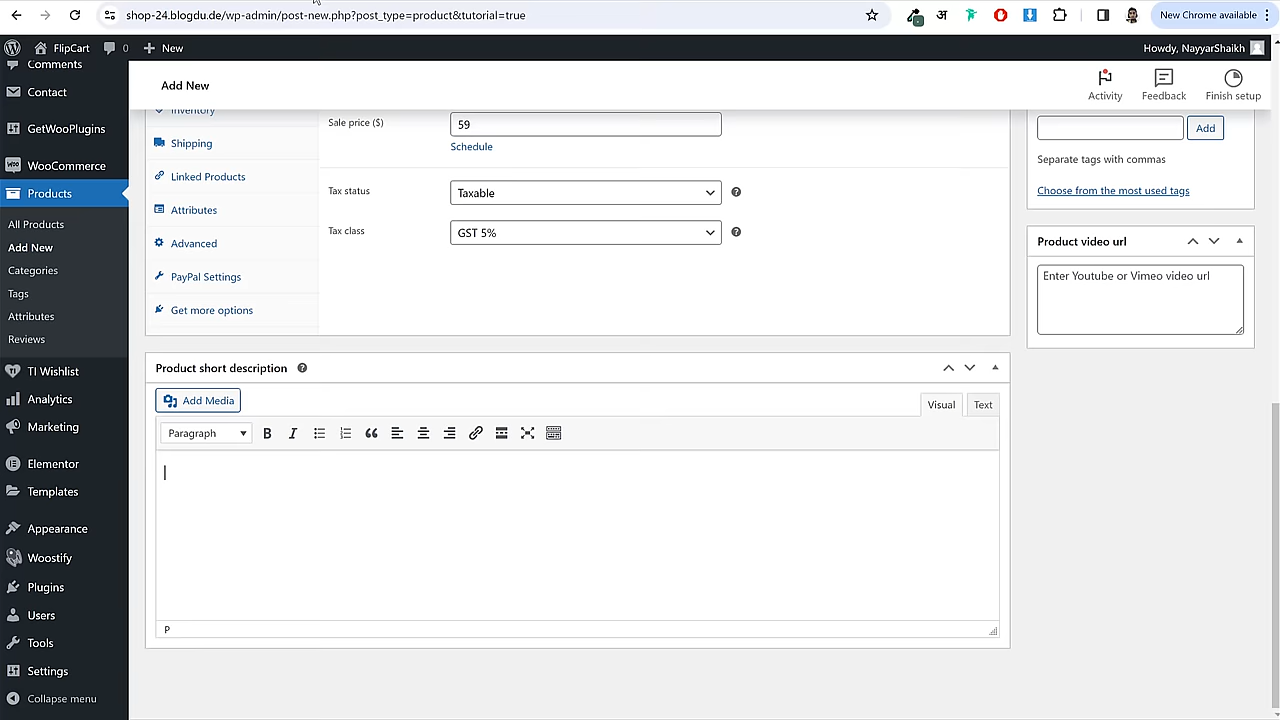 shop-24.blogdu.de/wp-admin/post-new.php?post_type=product&tutorial=true
अ
New Chrome available
FlipCart
0
New
Howdy, NayyarShaikh
Comments
Contact
GetWooPlugins
WooCommerce
Products
All Products
Add New
Categories
Tags
Attributes
Reviews
TI Wishlist
Analytics
Marketing
Elementor
Templates
Appearance
Woostify
Plugins
Users
Tools
Settings
Collapse menu
Add New
Activity
Feedback
Finish setup
Inventory
Shipping
Linked Products
Attributes
Advanced
PayPal Settings
Get more options
Sale price ($)
59
Schedule
Tax status
Taxable
Tax class
GST 5%
Product short description
Add Media
Visual
Text
Paragraph
B
I
P
Add
Separate tags with commas
Choose from the most used tags
Product video url
Enter Youtube or Vimeo video url